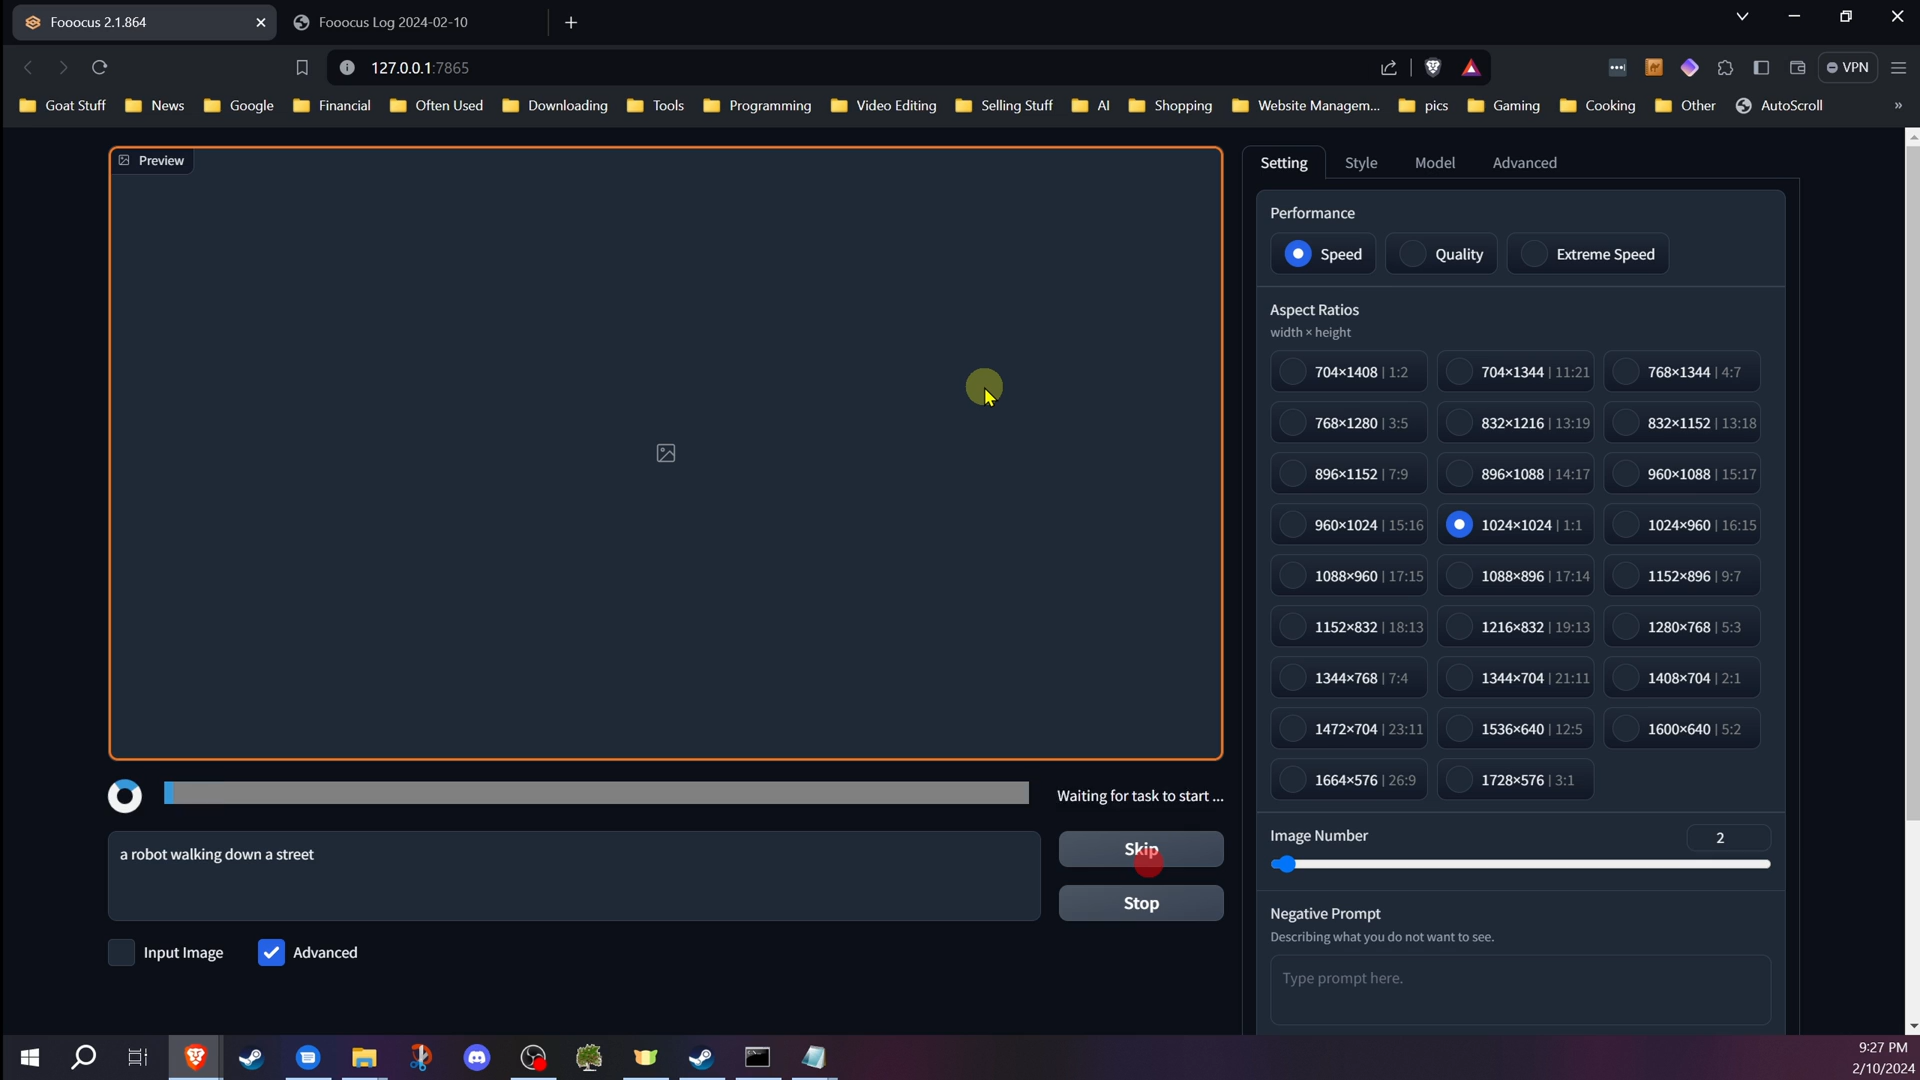 Fooocus 2.1.864
Fooocus Log 2024-02-10
127.0.0.1:7865
VPN
Goat Stuff
News
Google
Financial
Often Used
Downloading
Tools
Programming
Video Editing
Selling Stuff
AI
Shopping
Website Managem...
pics
Gaming
Cooking
Other
AutoScroll
»
Preview
Setting
Style
Model
Advanced
Performance
Speed
Quality
Extreme Speed
Aspect Ratios
width × height
704×1408 | 1:2
704×1344 | 11:21
768×1344 | 4:7
768×1280 | 3:5
832×1216 | 13:19
832×1152 | 13:18
896×1152 | 7:9
896×1088 | 14:17
960×1088 | 15:17
960×1024 | 15:16
1024×1024 | 1:1
1024×960 | 16:15
1088×960 | 17:15
1088×896 | 17:14
1152×896 | 9:7
1152×832 | 18:13
1216×832 | 19:13
1280×768 | 5:3
1344×768 | 7:4
1344×704 | 21:11
1408×704 | 2:1
1472×704 | 23:11
1536×640 | 12:5
1600×640 | 5:2
1664×576 | 26:9
1728×576 | 3:1
Waiting for task to start ...
a robot walking down a street
Skip
Stop
Input Image
Advanced
Image Number
2
Negative Prompt
Describing what you do not want to see.
Type prompt here.
9:27 PM
2/10/2024